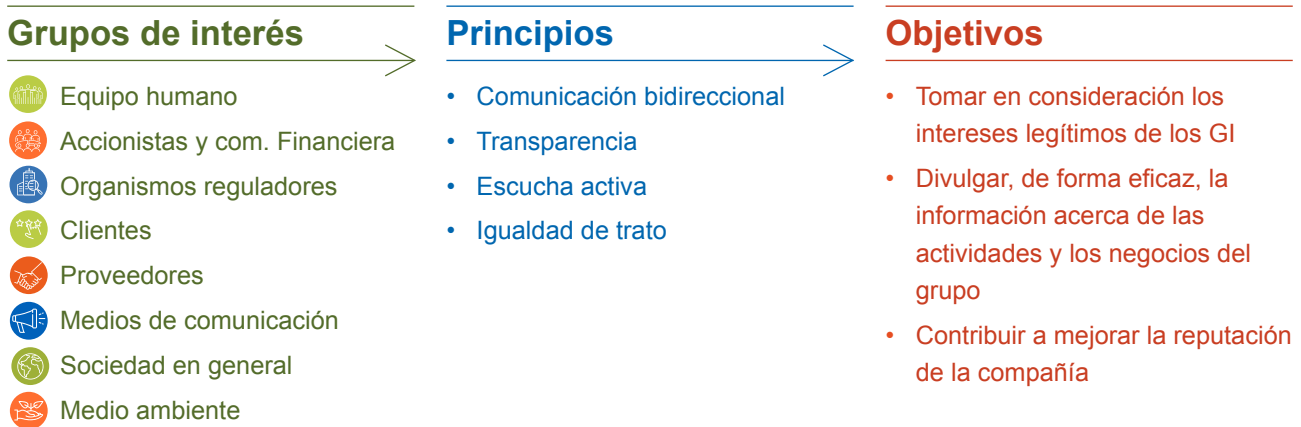 Grupos de interés
Equipo humano
Accionistas y com. Financiera
Organismos reguladores
Clientes
Proveedores
Medios de comunicación
Sociedad en general
Medio ambiente
Principios
• Comunicación bidireccional
• Transparencia
• Escucha activa
• Igualdad de trato
Objetivos
• Tomar en consideración los
intereses legítimos de los GI
• Divulgar, de forma eficaz, la
información acerca de las
actividades y los negocios del
grupo
• Contribuir a mejorar la reputación
de la compañía